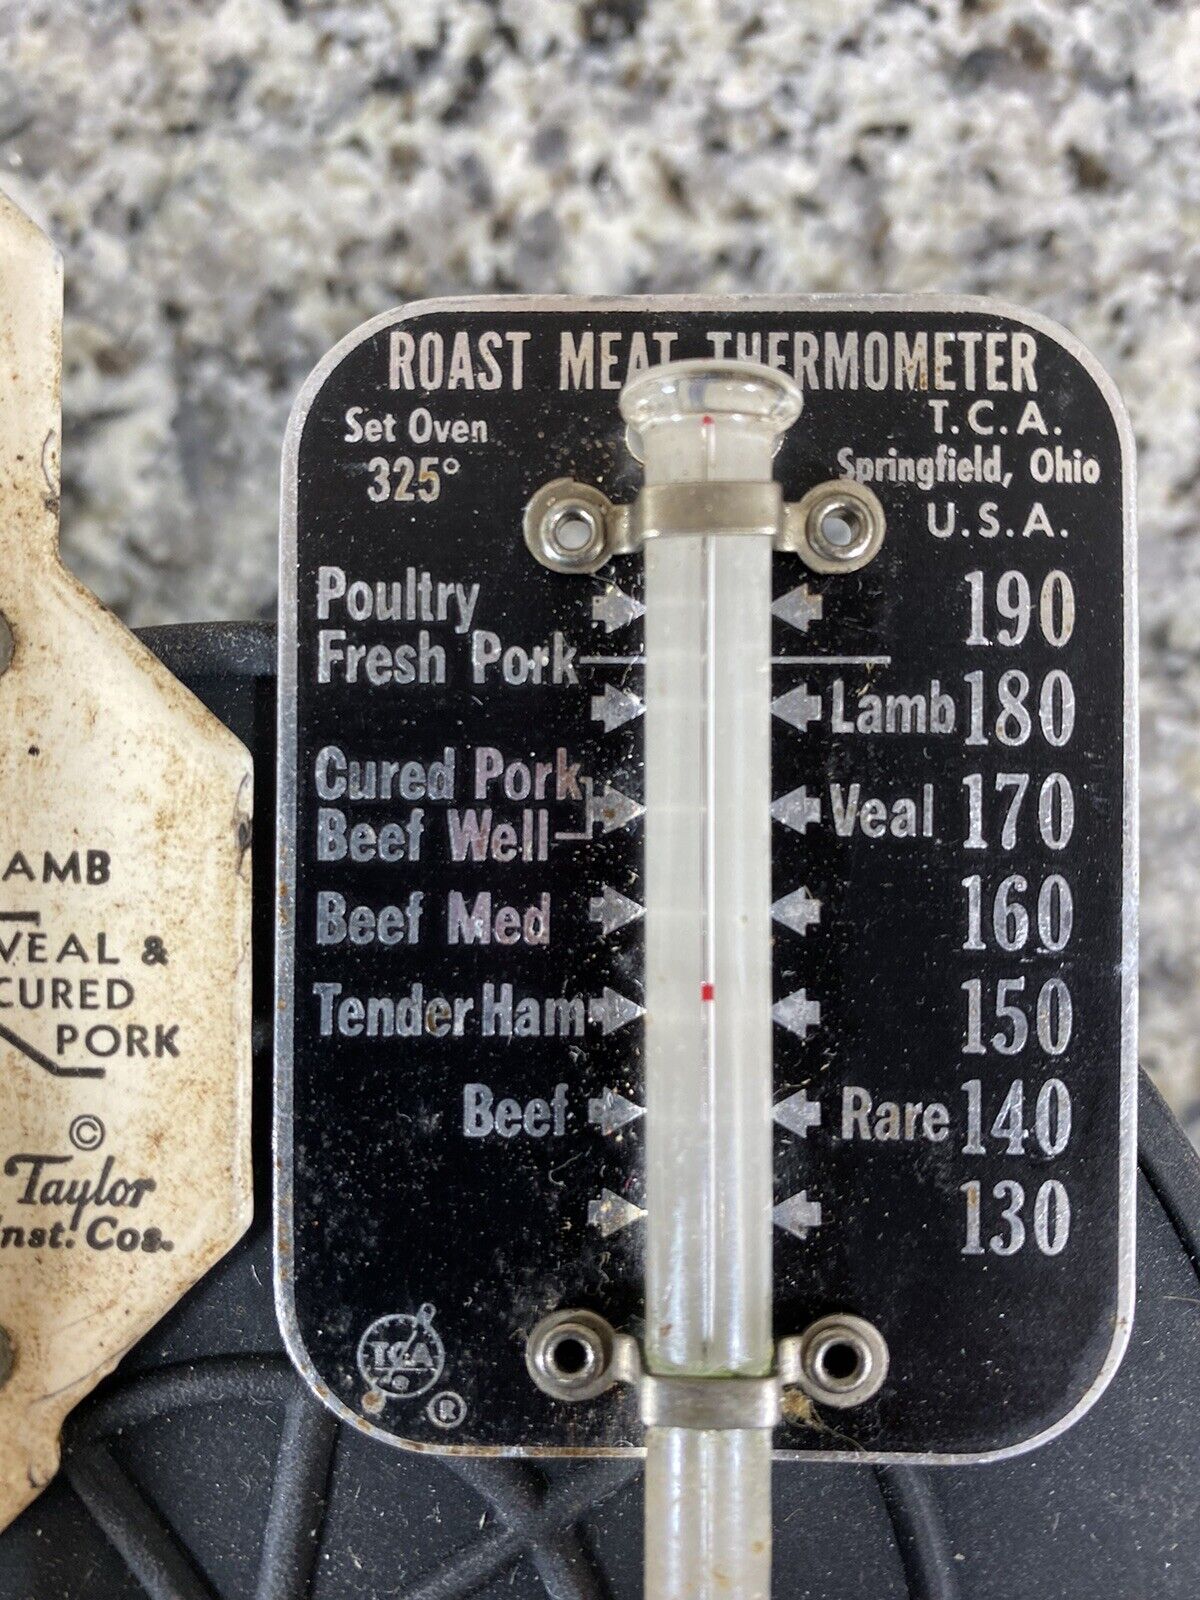 ROAST MEAT THERMOMETER
Set Oven
325°
T.C.A.
Springfield, Ohio
U.S.A.
Poultry
Fresh Pork
190
Lamb 180
Cured Pork
Beef Well
Veal 170
Beef Med
160
Tender Ham
150
Beef Rare 140
130
TCA
®
AMB
VEAL &
CURED
PORK
©
Taylor
Inst. Cos.